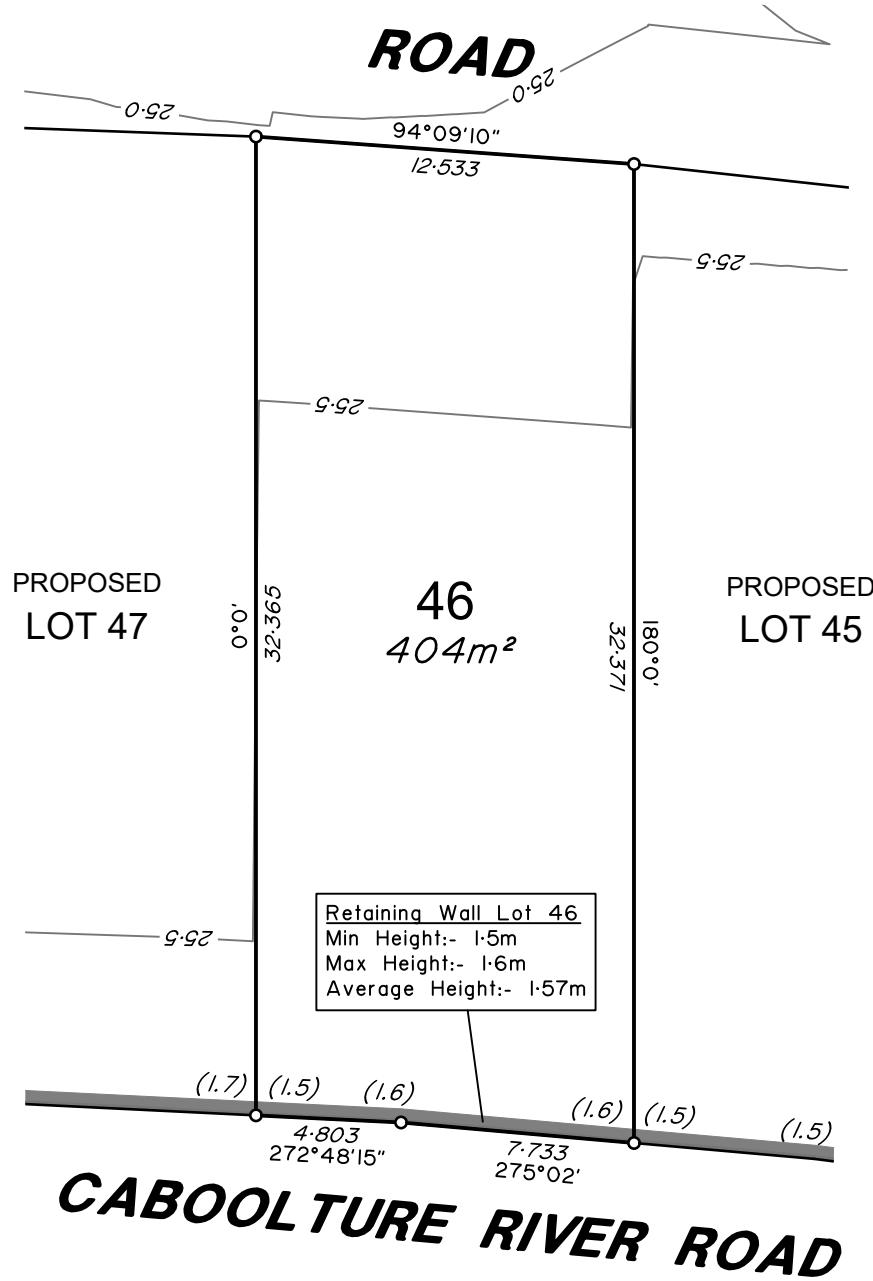 ROAD
25·0
25·0
94°09'10"
12·533
25·5
25·5
PROPOSED
LOT 47
0°0'
32·365
46
404m²
32·371
180°0'
PROPOSED
LOT 45
25·5
Retaining Wall Lot 46
Min Height:- 1·5m
Max Height:- 1·6m
Average Height:- 1·57m
(1.7)
(1.5)
(1.6)
(1.6)
(1.5)
(1.5)
4·803
272°48'15"
7·733
275°02'
CABOOLTURE RIVER ROAD